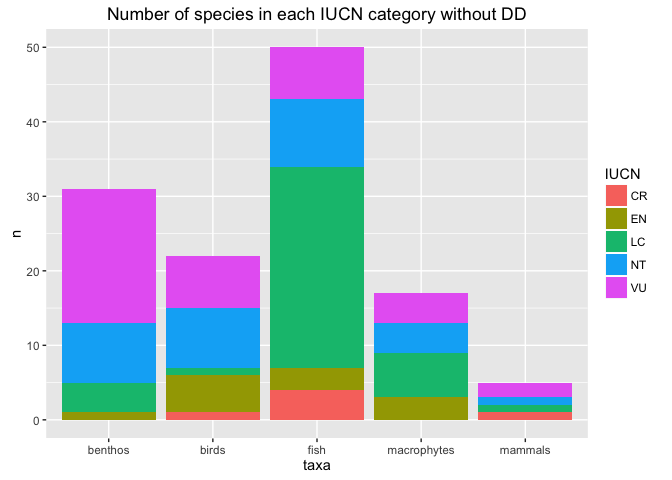 Number of species in each IUCN category without DD
50
40
30
20
10
0
n
benthos birds fish macrophytes mammals
taxa
IUCN
CR
EN
LC
NT
VU